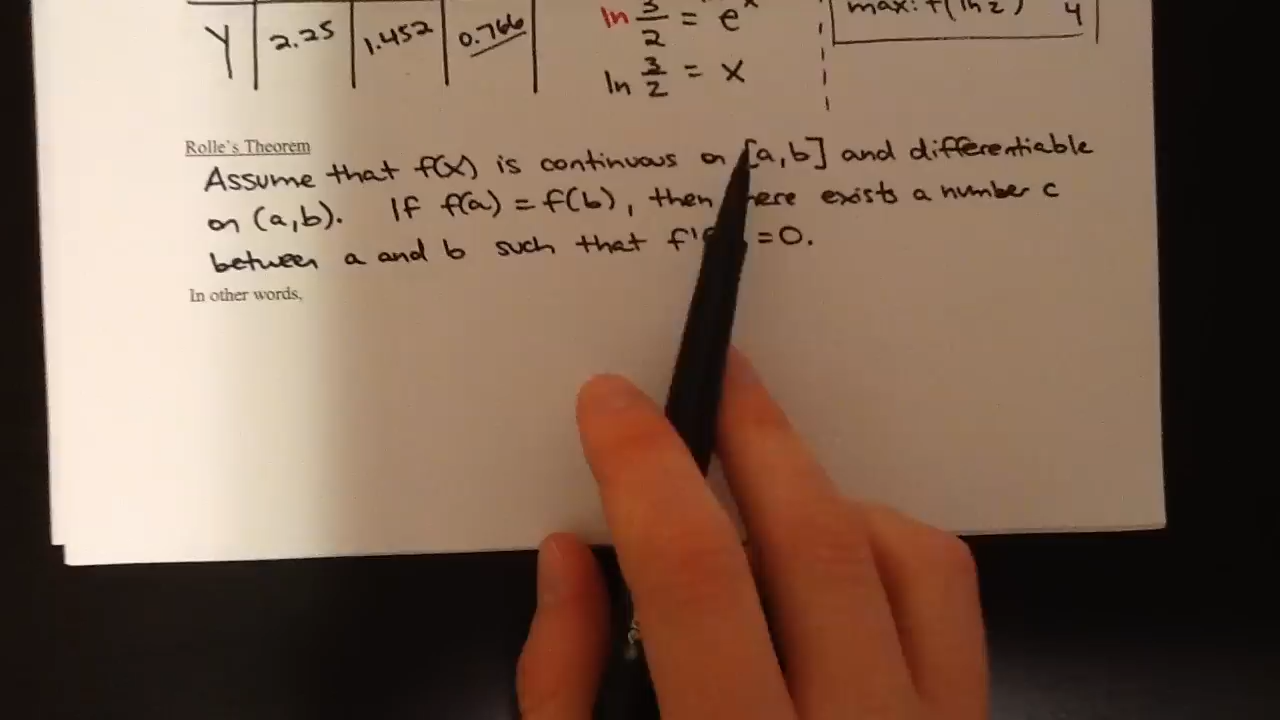 Y 2.25 1.452 0.766
ln 3/2 = e^x
ln 3/2 = x
max: f(ln 2) 4
Rolle's Theorem
Assume that f(x) is continuous on [a,b] and differentiable
on (a,b). If f(a) = f(b), then exists a number c
between a and b such that = 0.
In other words,